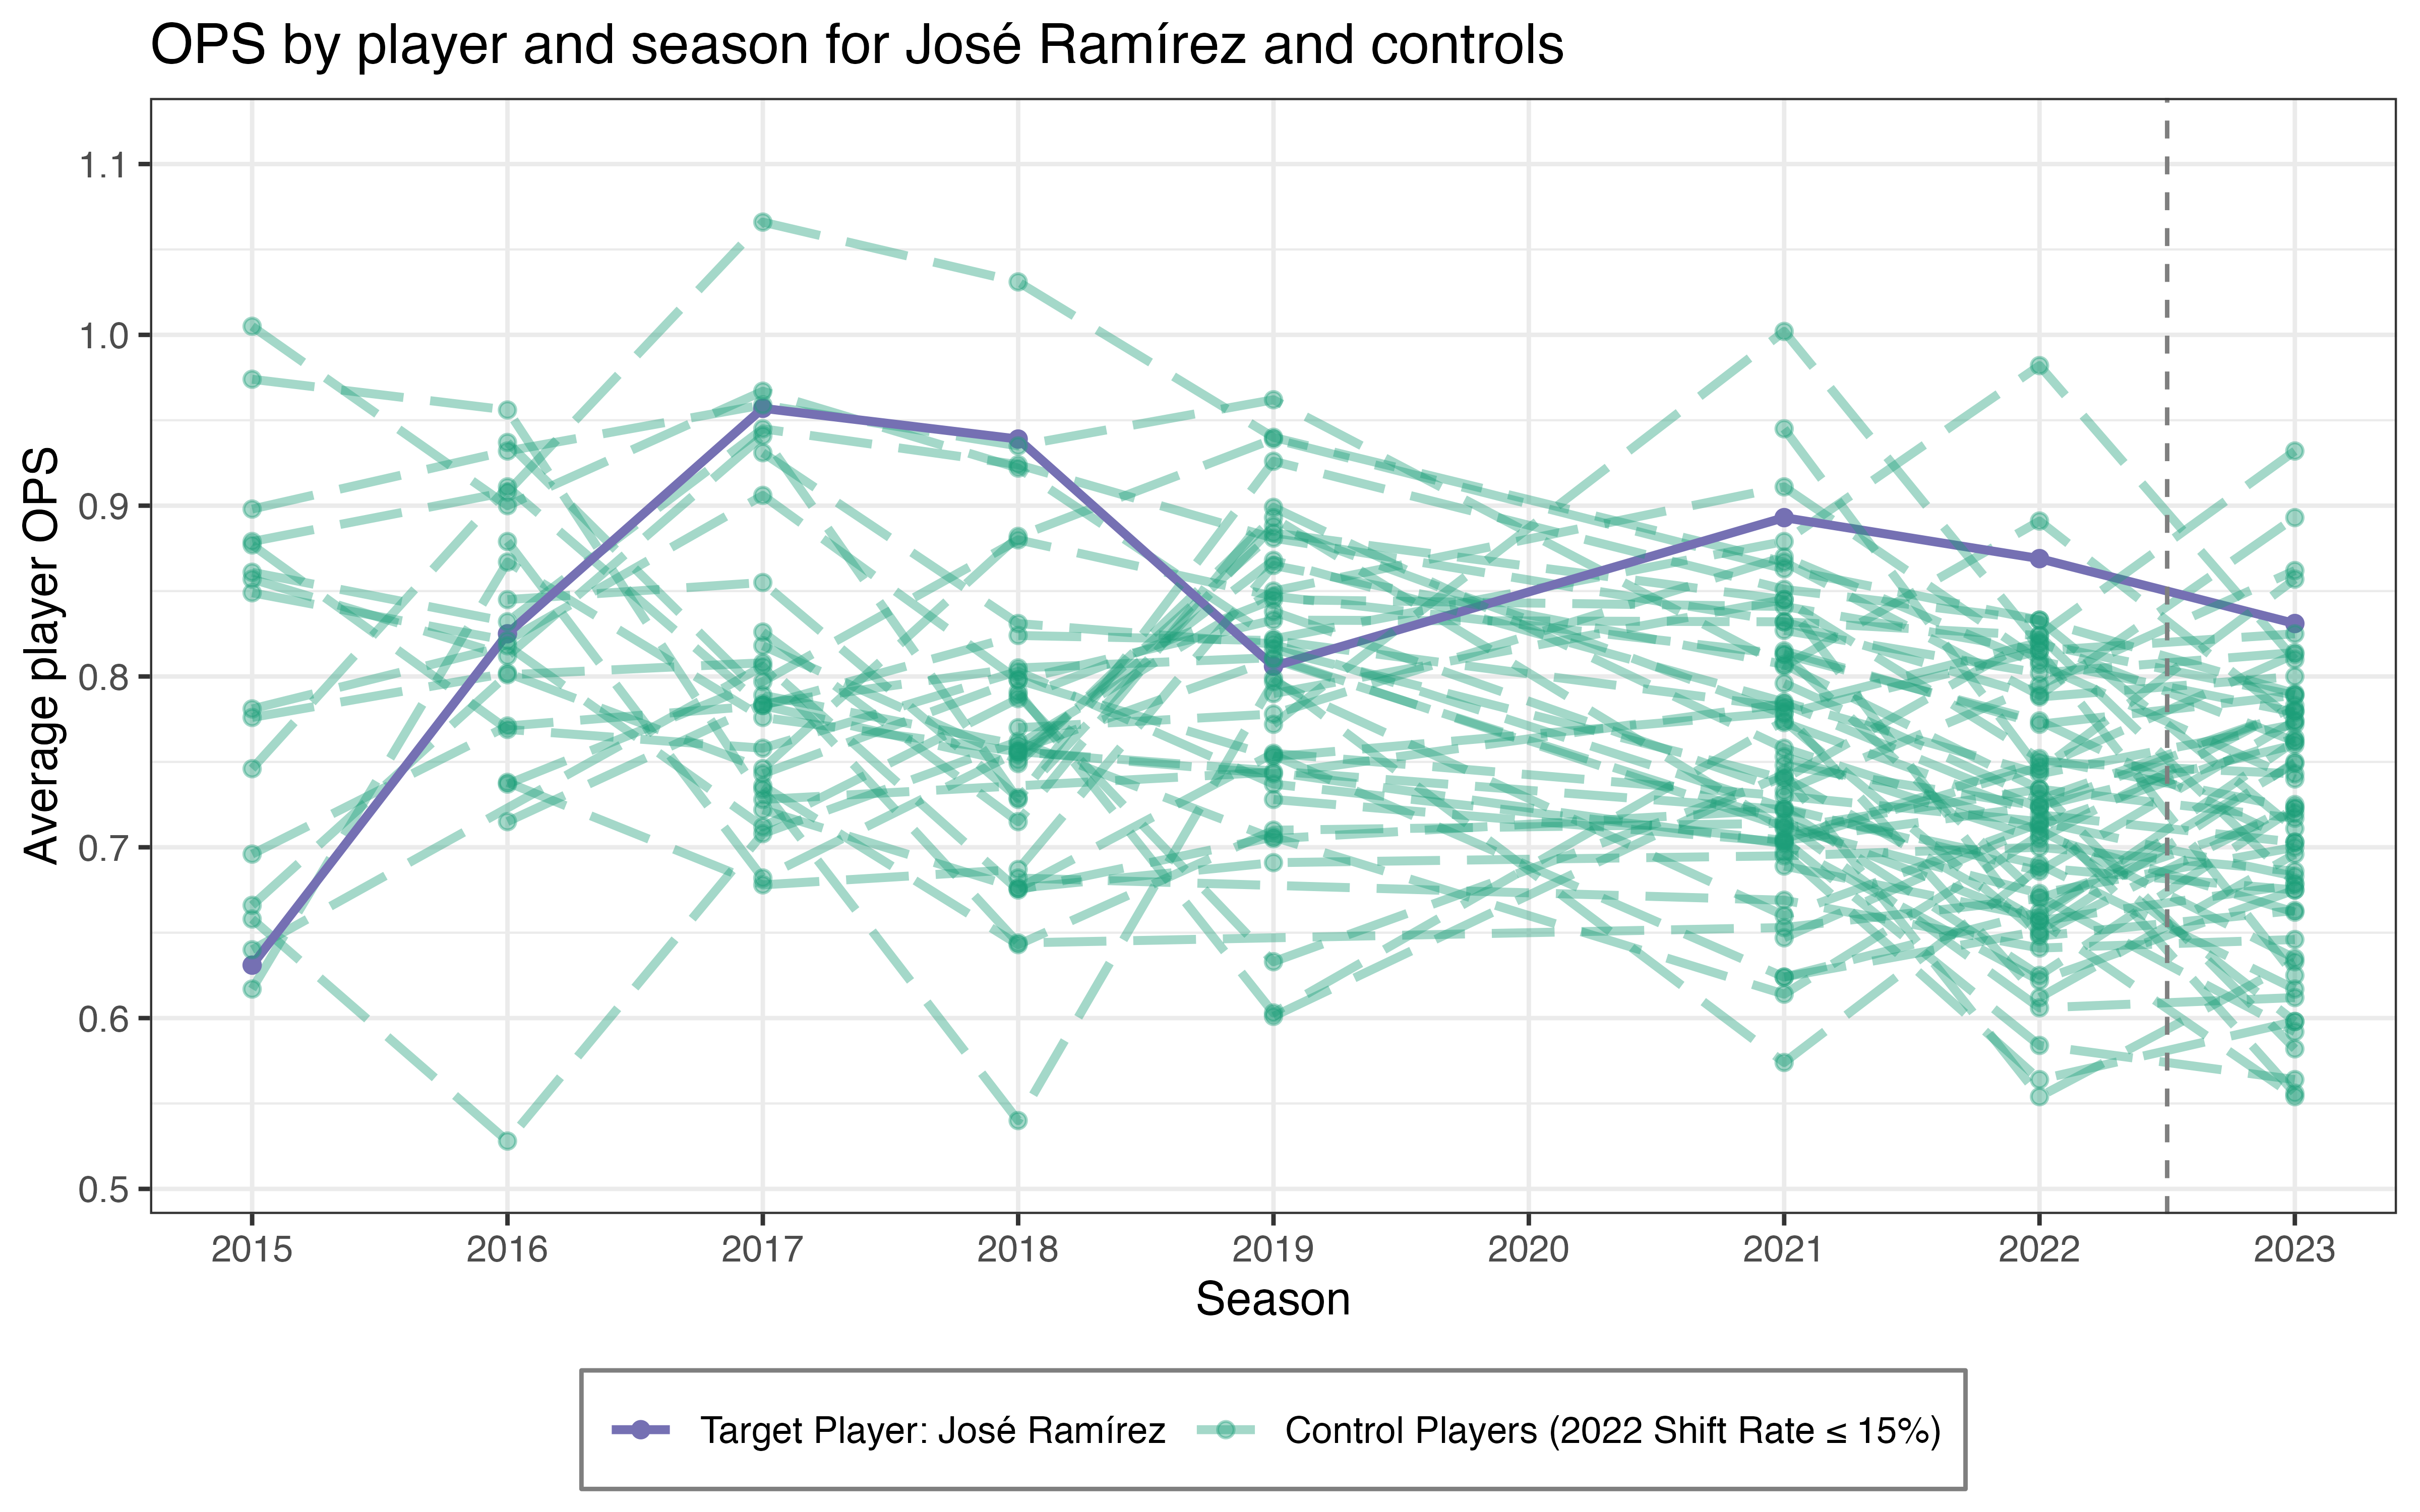 OPS by player and season for José Ramírez and controls
Average player OPS
1.1
1.0
0.9
0.8
0.7
0.6
0.5
2015 2016 2017 2018 2019 2020 2021 2022 2023
Season
Target Player: José Ramírez Control Players (2022 Shift Rate ≤ 15%)